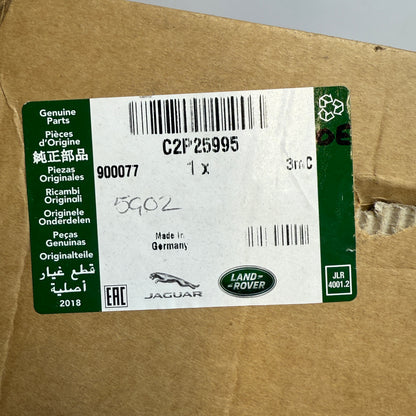 Genuine
Parts
Pièces
d'Origine
純正部品
Piezas
Originales
Ricambi
Originali
Originele
Onderdelen
Peças
Genuinas
Originalteile
قطع غيار
أصلية
2018
C2P25995
900077
1 x
5902
Made in
Germany
EAC
JAGUAR
LAND-
ROVER
JLR
4001.2